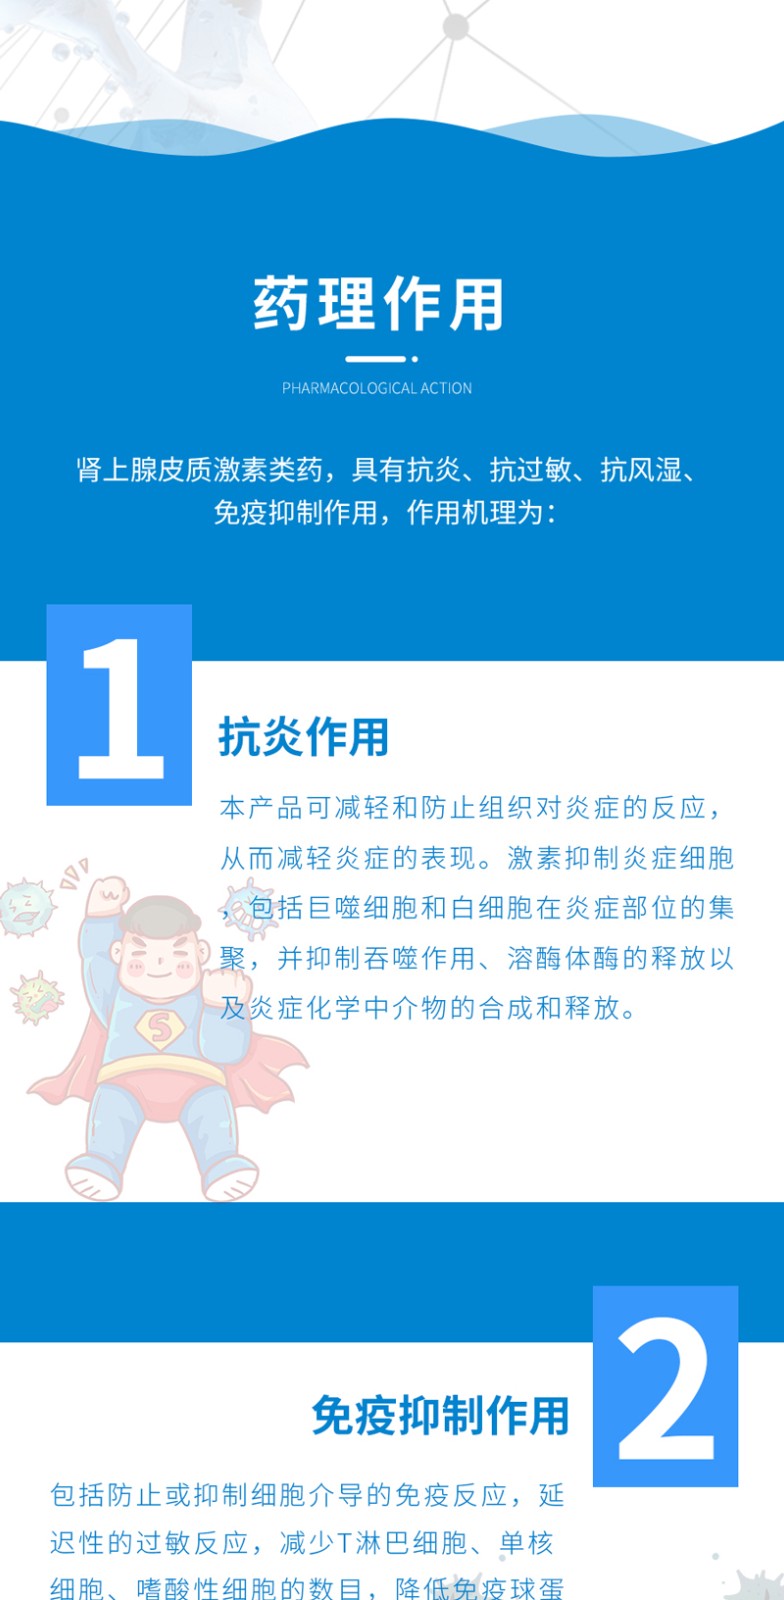 药理作用
PHARMACOLOGICAL ACTION
肾上腺皮质激素类药，具有抗炎、抗过敏、抗风湿、
免疫抑制作用，作用机理为：
1
抗炎作用
本产品可减轻和防止组织对炎症的反应，
从而减轻炎症的表现。激素抑制炎症细胞
，包括巨噬细胞和白细胞在炎症部位的集
聚，并抑制吞噬作用、溶酶体酶的释放以
及炎症化学中介物的合成和释放。
S
2
免疫抑制作用
包括防止或抑制细胞介导的免疫反应，延
迟性的过敏反应，减少T淋巴细胞、单核
细胞、嗜酸性细胞的数目，降低免疫球蛋